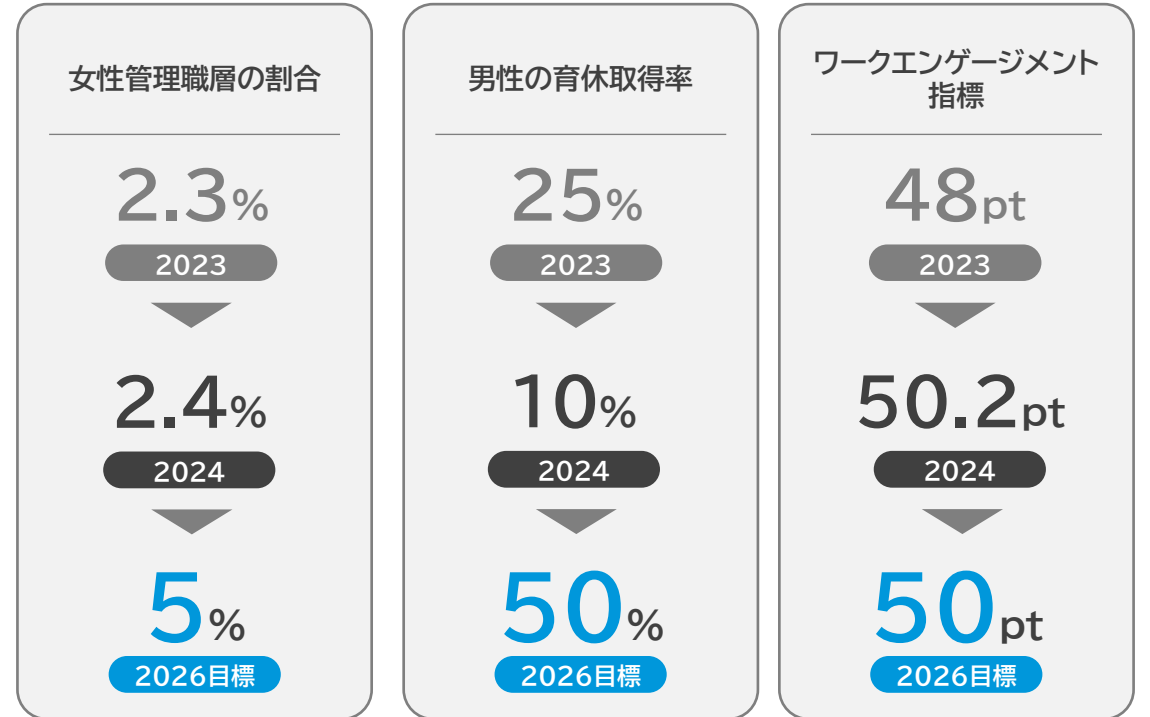 女性管理職層の割合
2.3%
2023
2.4%
2024
5%
2026目標
男性の育休取得率
25%
2023
10%
2024
50%
2026目標
ワークエンゲージメント
指標
48pt
2023
50.2pt
2024
50pt
2026目標